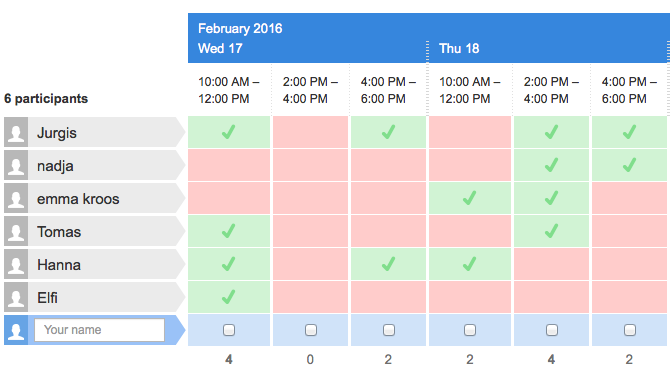 February 2016
Wed 17 Thu 18
10:00 AM – 2:00 PM – 4:00 PM – 10:00 AM – 2:00 PM – 4:00 PM –
6 participants 12:00 PM 4:00 PM 6:00 PM 12:00 PM 4:00 PM 6:00 PM
Jurgis
nadja
emma kroos
Tomas
Hanna
Elfi
Your name
4 0 2 2 4 2